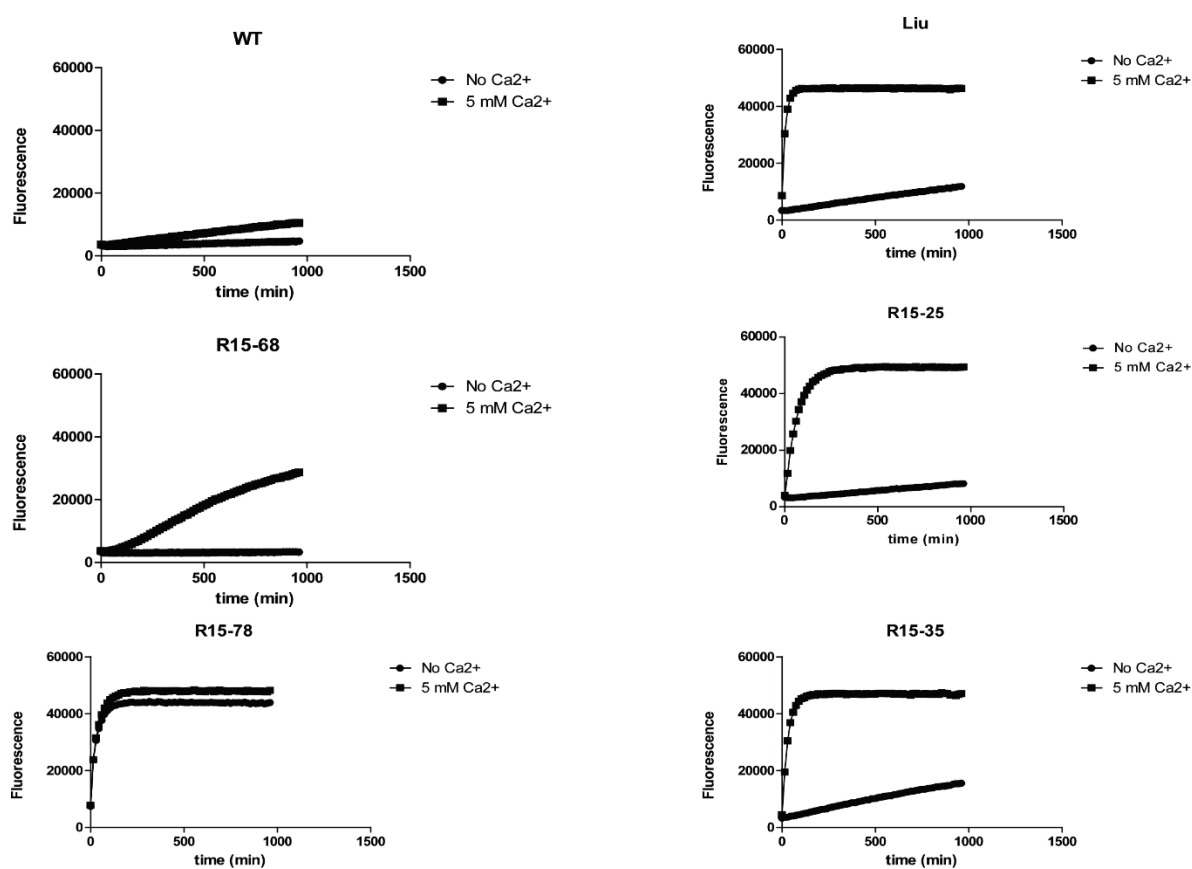 WT
60000
40000
20000
0
Fluorescence
0 500 1000 1500
time (min)
No Ca2+
5 mM Ca2+
Liu
60000
40000
20000
0
Fluorescence
0 500 1000 1500
time (min)
No Ca2+
5 mM Ca2+
R15-68
60000
40000
20000
0
Fluorescence
0 500 1000 1500
time (min)
No Ca2+
5 mM Ca2+
R15-25
60000
40000
20000
0
Fluorescence
0 500 1000 1500
time (min)
No Ca2+
5 mM Ca2+
R15-78
60000
40000
20000
0
Fluorescence
0 500 1000 1500
time (min)
No Ca2+
5 mM Ca2+
R15-35
60000
40000
20000
0
Fluorescence
0 500 1000 1500
time (min)
No Ca2+
5 mM Ca2+